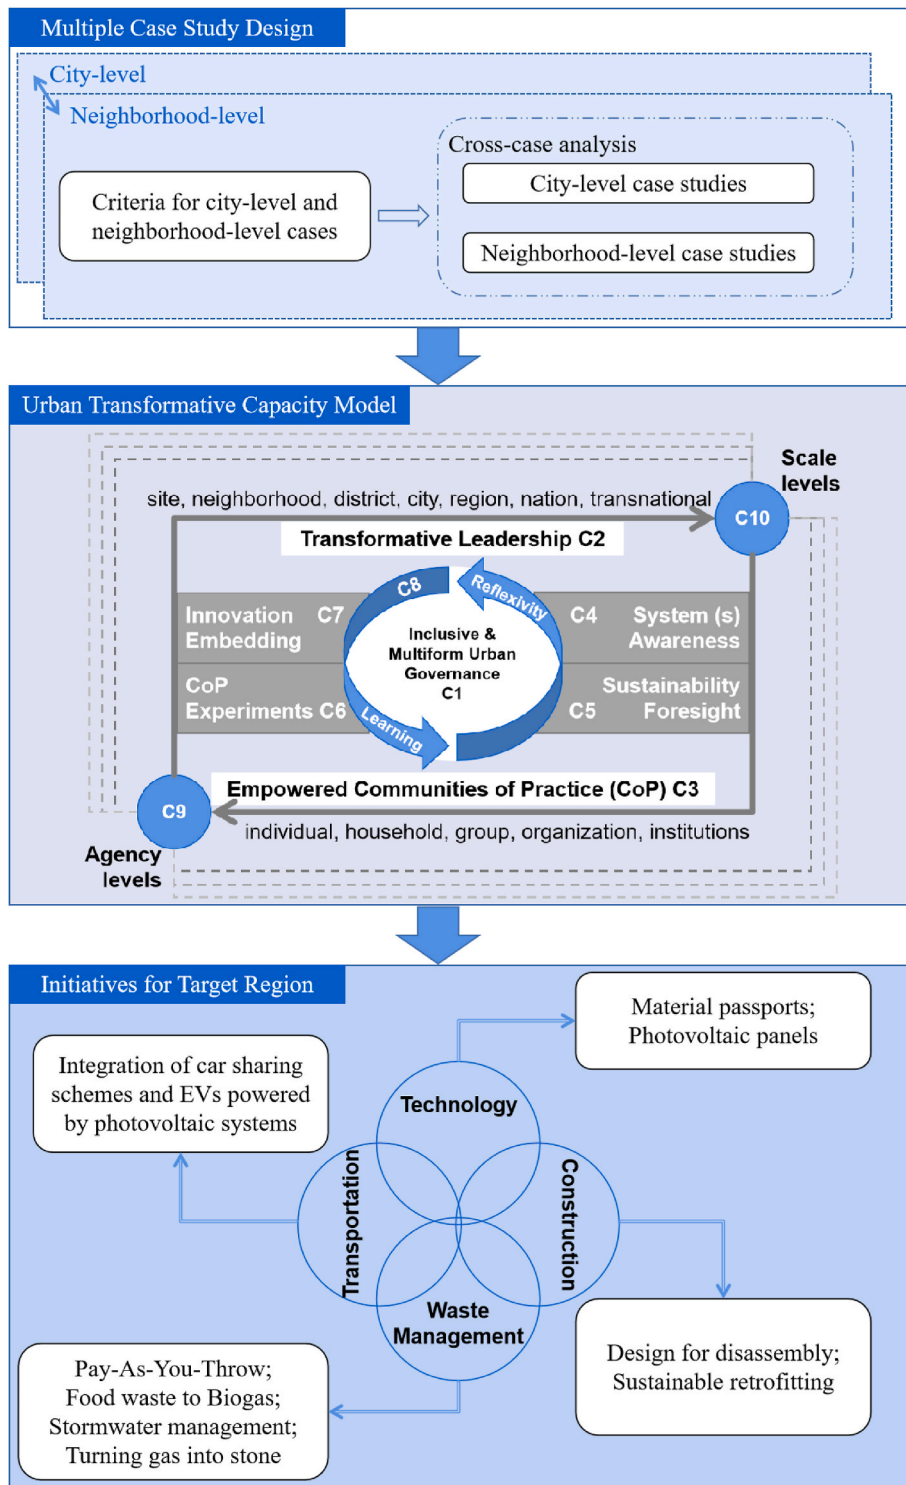 Multiple Case Study Design
City-level
Neighborhood-level
Criteria for city-level and
neighborhood-level cases
Cross-case analysis
City-level case studies
Neighborhood-level case studies
Urban Transformative Capacity Model
Scale
levels
C10
site, neighborhood, district, city, region, nation, transnational
Transformative Leadership C2
C8
Reflexivity
Innovation C7
Embedding
C4 System (s)
Awareness
Inclusive &
Multiform Urban
Governance
C1
CoP
Experiments C6
Sustainability
C5 Foresight
Learning
Empowered Communities of Practice (CoP) C3
C9
individual, household, group, organization, institutions
Agency
levels
Initiatives for Target Region
Material passports;
Photovoltaic panels
Integration of car sharing
schemes and EVs powered
by photovoltaic systems
Technology
Transportation
Construction
Waste
Management
Pay-As-You-Throw;
Food waste to Biogas;
Stormwater management;
Turning gas into stone
Design for disassembly;
Sustainable retrofitting